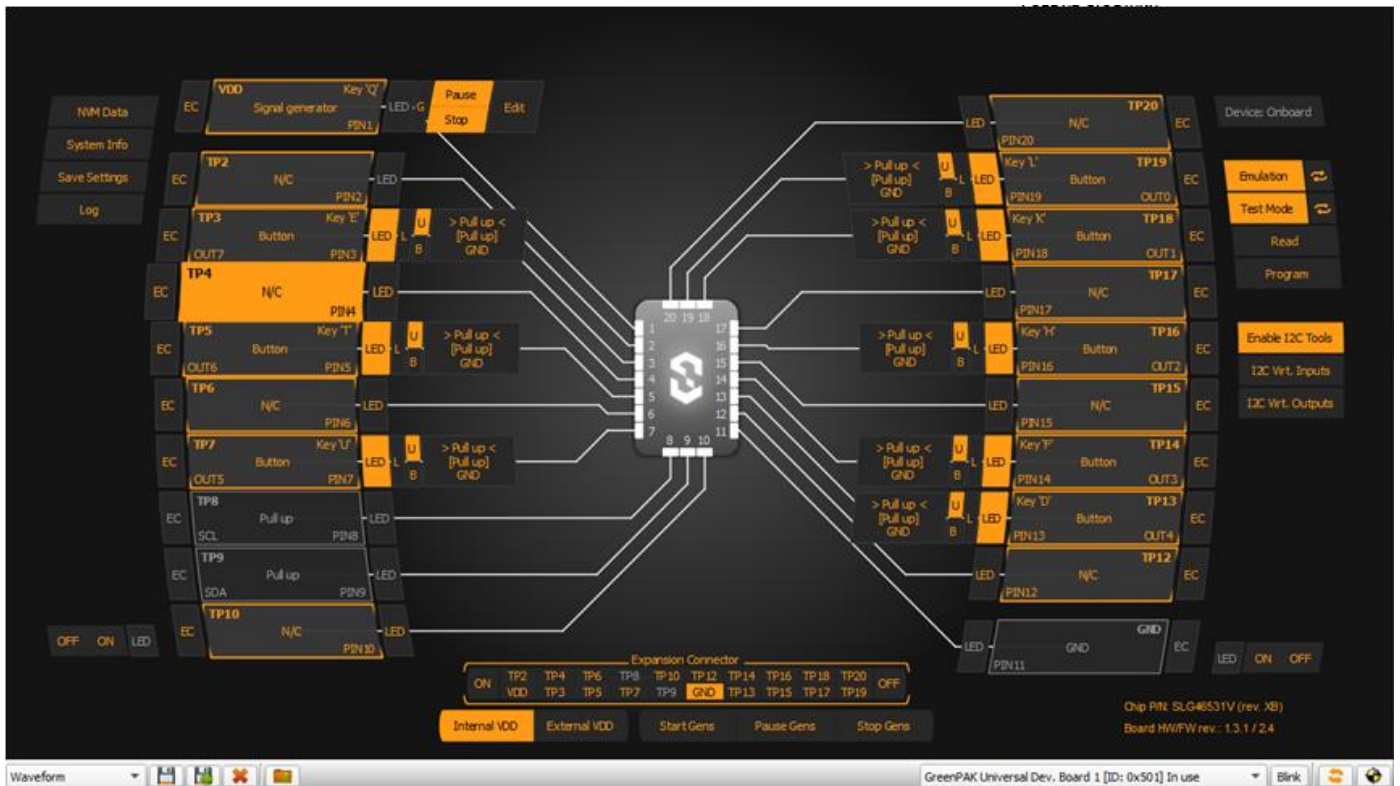 NVM Data
System Info
Save Settings
Log
EC
VDD
Key 'Q'
Signal generator
PIN1
LED
G
Pause
Stop
Edit
EC
TP2
N/C
PIN2
LED
EC
TP3
Key 'E'
Button
OUT7
PIN3
LED
L
U
B
> Pull up <
[Pull up]
GND
EC
TP4
N/C
PIN4
LED
EC
TP5
Key 'T'
Button
OUT6
PIN5
LED
L
U
B
> Pull up <
[Pull up]
GND
EC
TP6
N/C
PIN6
LED
EC
TP7
Key 'U'
Button
OUT5
PIN7
LED
L
U
B
> Pull up <
[Pull up]
GND
EC
TP8
Pull up
SCL
PIN8
LED
EC
TP9
Pull up
SDA
PIN9
LED
EC
TP10
N/C
PIN10
LED
OFF ON LED
20 19 18
1
2
3
4
5
6
7
8 9 10
17
16
15
14
13
12
11
LED
TP20
N/C
PIN20
EC
> Pull up <
[Pull up]
GND
U
B
L
LED
Key 'L'
TP19
Button
PIN19
OUT0
EC
> Pull up <
[Pull up]
GND
U
B
L
LED
Key 'K'
TP18
Button
PIN18
OUT1
EC
LED
TP17
N/C
PIN17
EC
> Pull up <
[Pull up]
GND
U
B
L
LED
Key 'H'
TP16
Button
PIN16
OUT2
EC
LED
TP15
N/C
PIN15
EC
> Pull up <
[Pull up]
GND
U
B
L
LED
Key 'F'
TP14
Button
PIN14
OUT3
EC
> Pull up <
[Pull up]
GND
U
B
L
LED
Key 'D'
TP13
Button
PIN13
OUT4
EC
LED
TP12
N/C
PIN12
EC
LED
GND
GND
PIN11
EC
LED ON OFF
Device: Onboard
Emulation
Test Mode
Read
Program
Enable I2C Tools
I2C Virt. Inputs
I2C Virt. Outputs
Expansion Connector
ON
TP2 TP4 TP6 TP8 TP10 TP12 TP14 TP16 TP18 TP20
VDD TP3 TP5 TP7 TP9 GND TP13 TP15 TP17 TP19
OFF
Internal VDD
External VDD
Start Gens
Pause Gens
Stop Gens
Chip P/N: SLG46531V (rev. XB)
Board HW/FW rev.: 1.3.1 / 2.4
Waveform
GreenPAK Universal Dev. Board 1 [ID: 0x501] In use
Blink